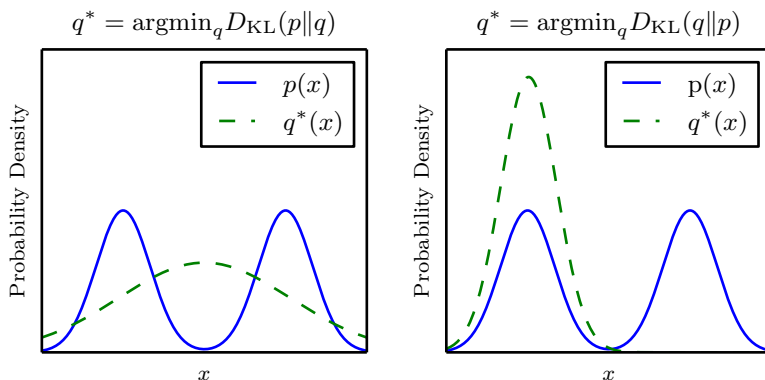 q* = argmin_q D_KL(p‖q)
p(x)
q*(x)
Probability Density
x
q* = argmin_q D_KL(q‖p)
p(x)
q*(x)
Probability Density
x